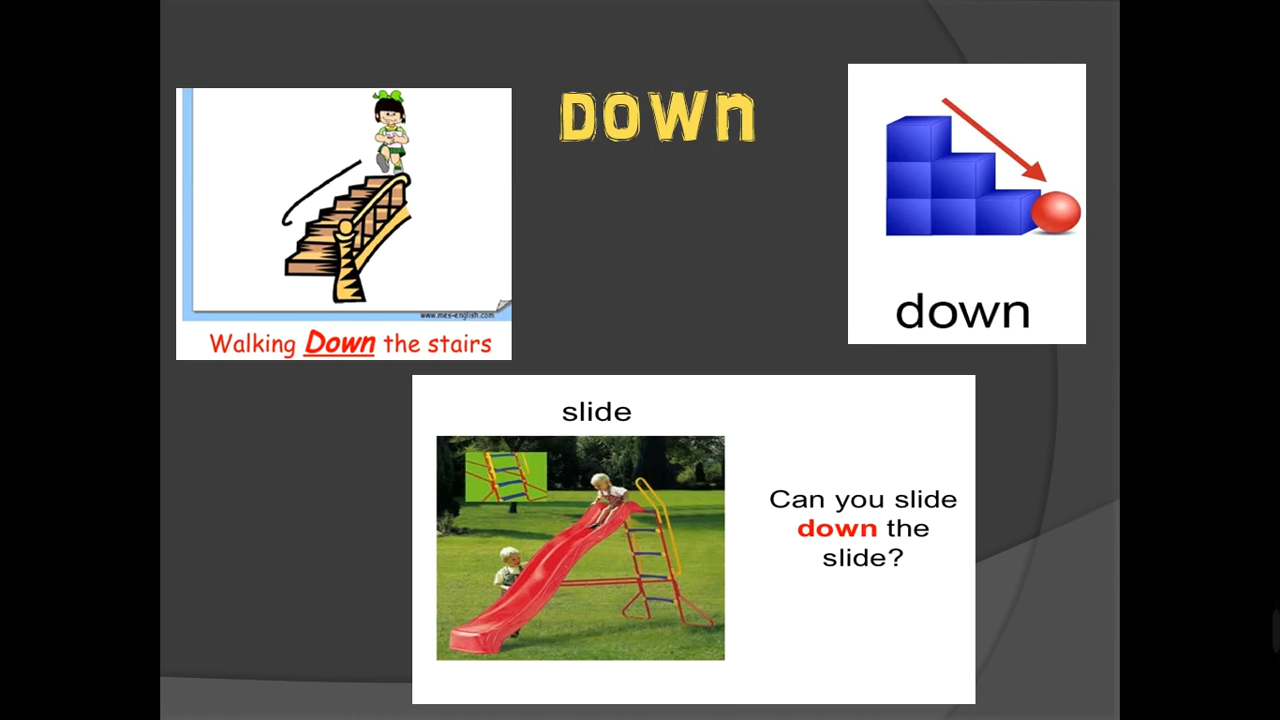 DOWN
www.mes-english.com
Walking Down the stairs
down
slide
Can you slide
down the
slide?